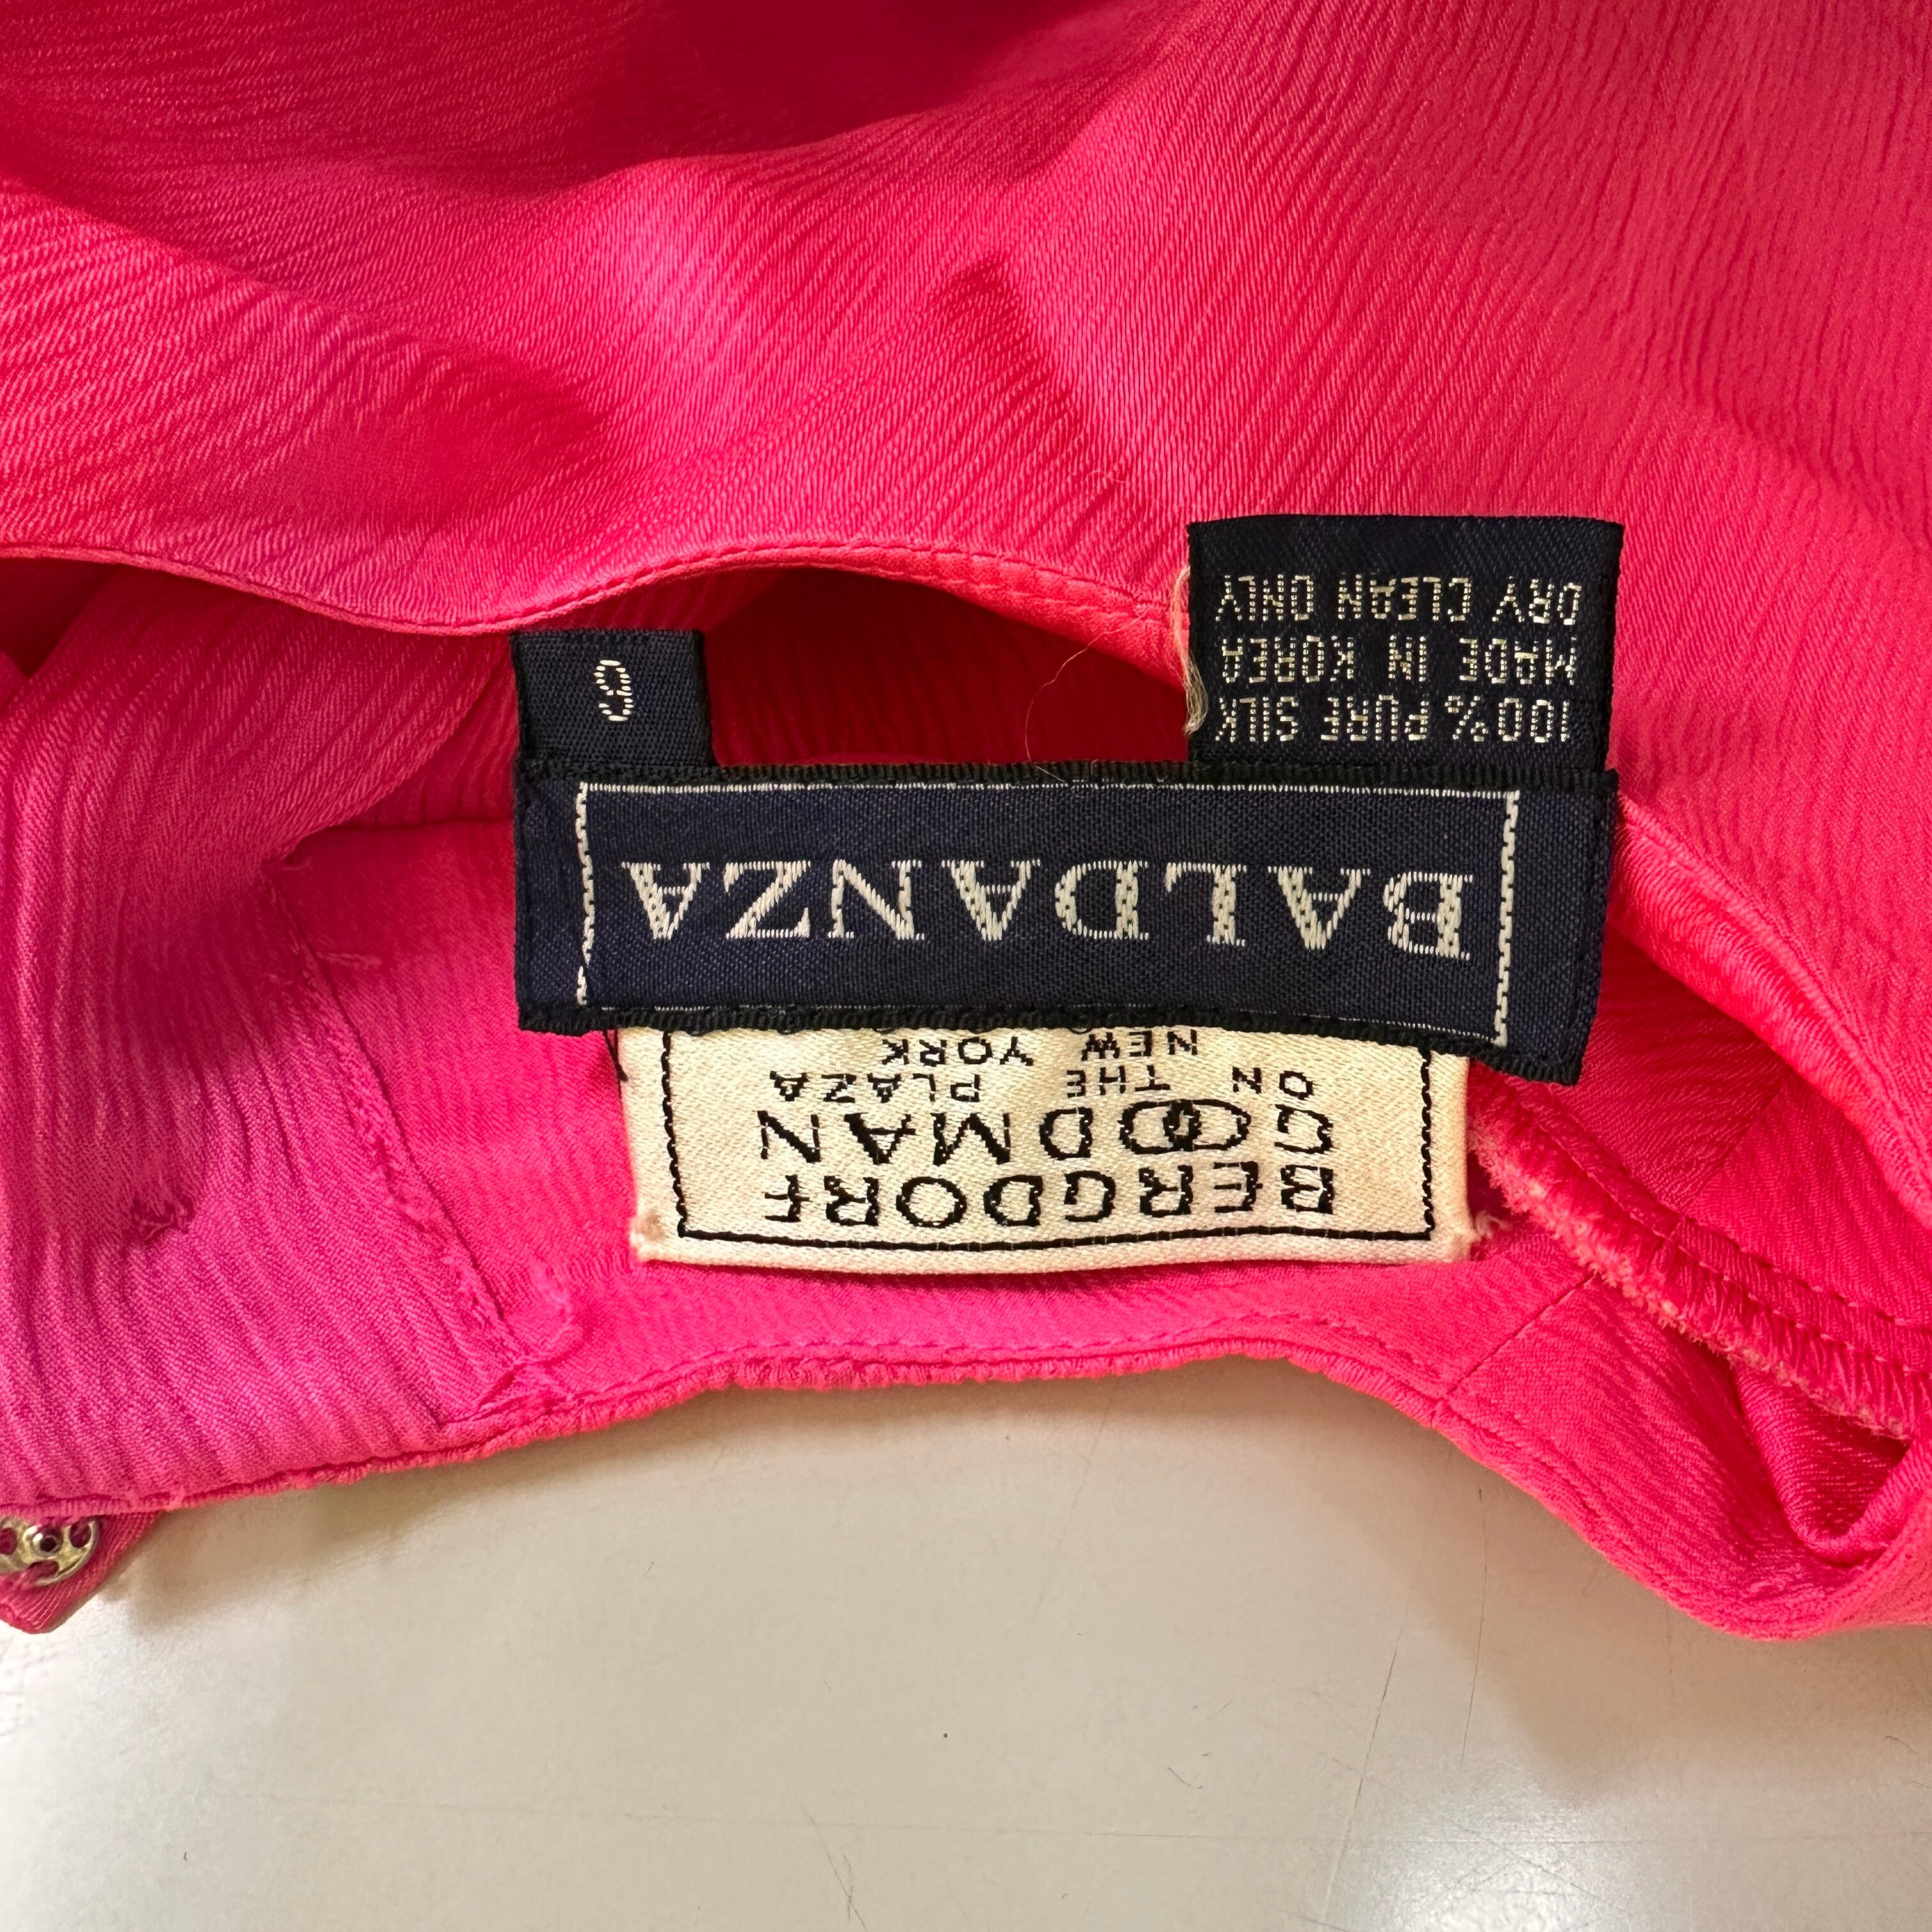 BERGDORF
GOODMAN
ON THE PLAZA
NEW YORK
BALDANZA
100% PURE SILK
MADE IN KOREA
DRY CLEAN ONLY
6